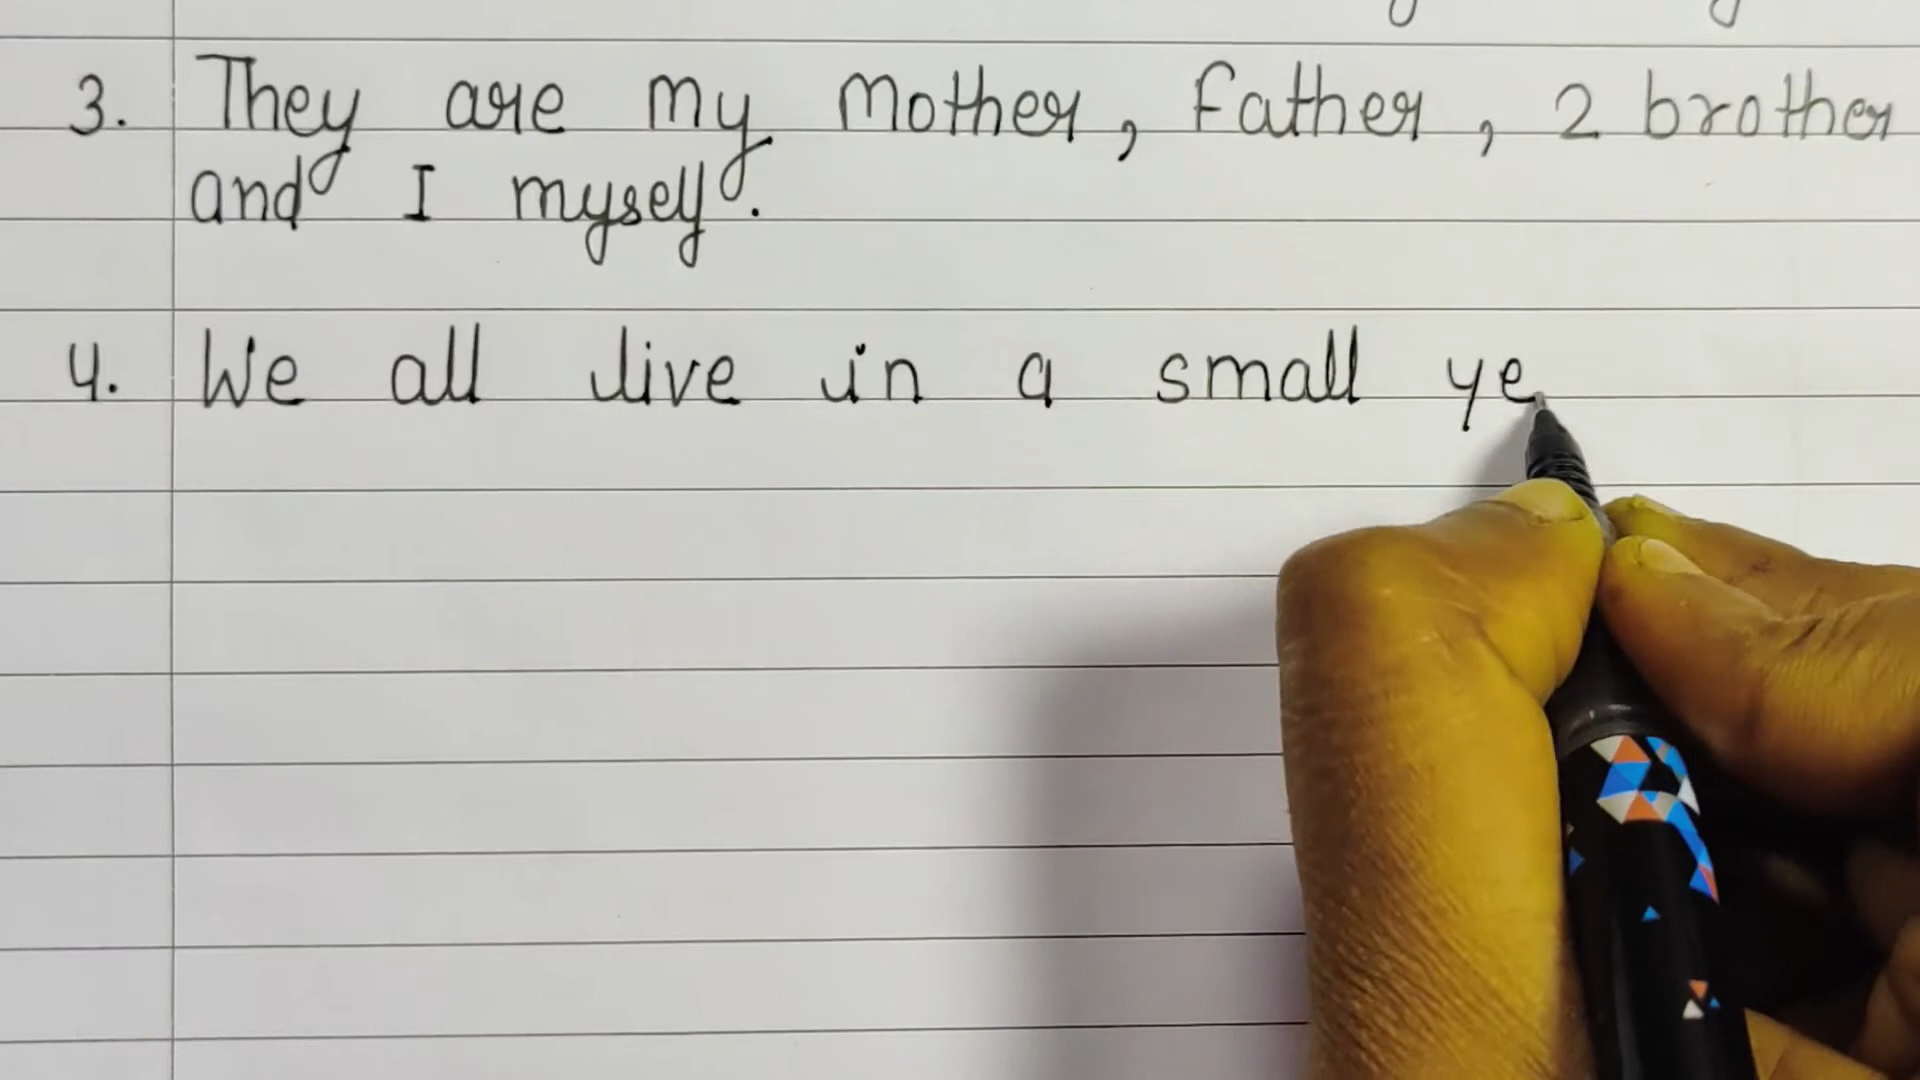 3. They are my Mother, Father, 2 brother
and I myself.
4. We all live in a small ye